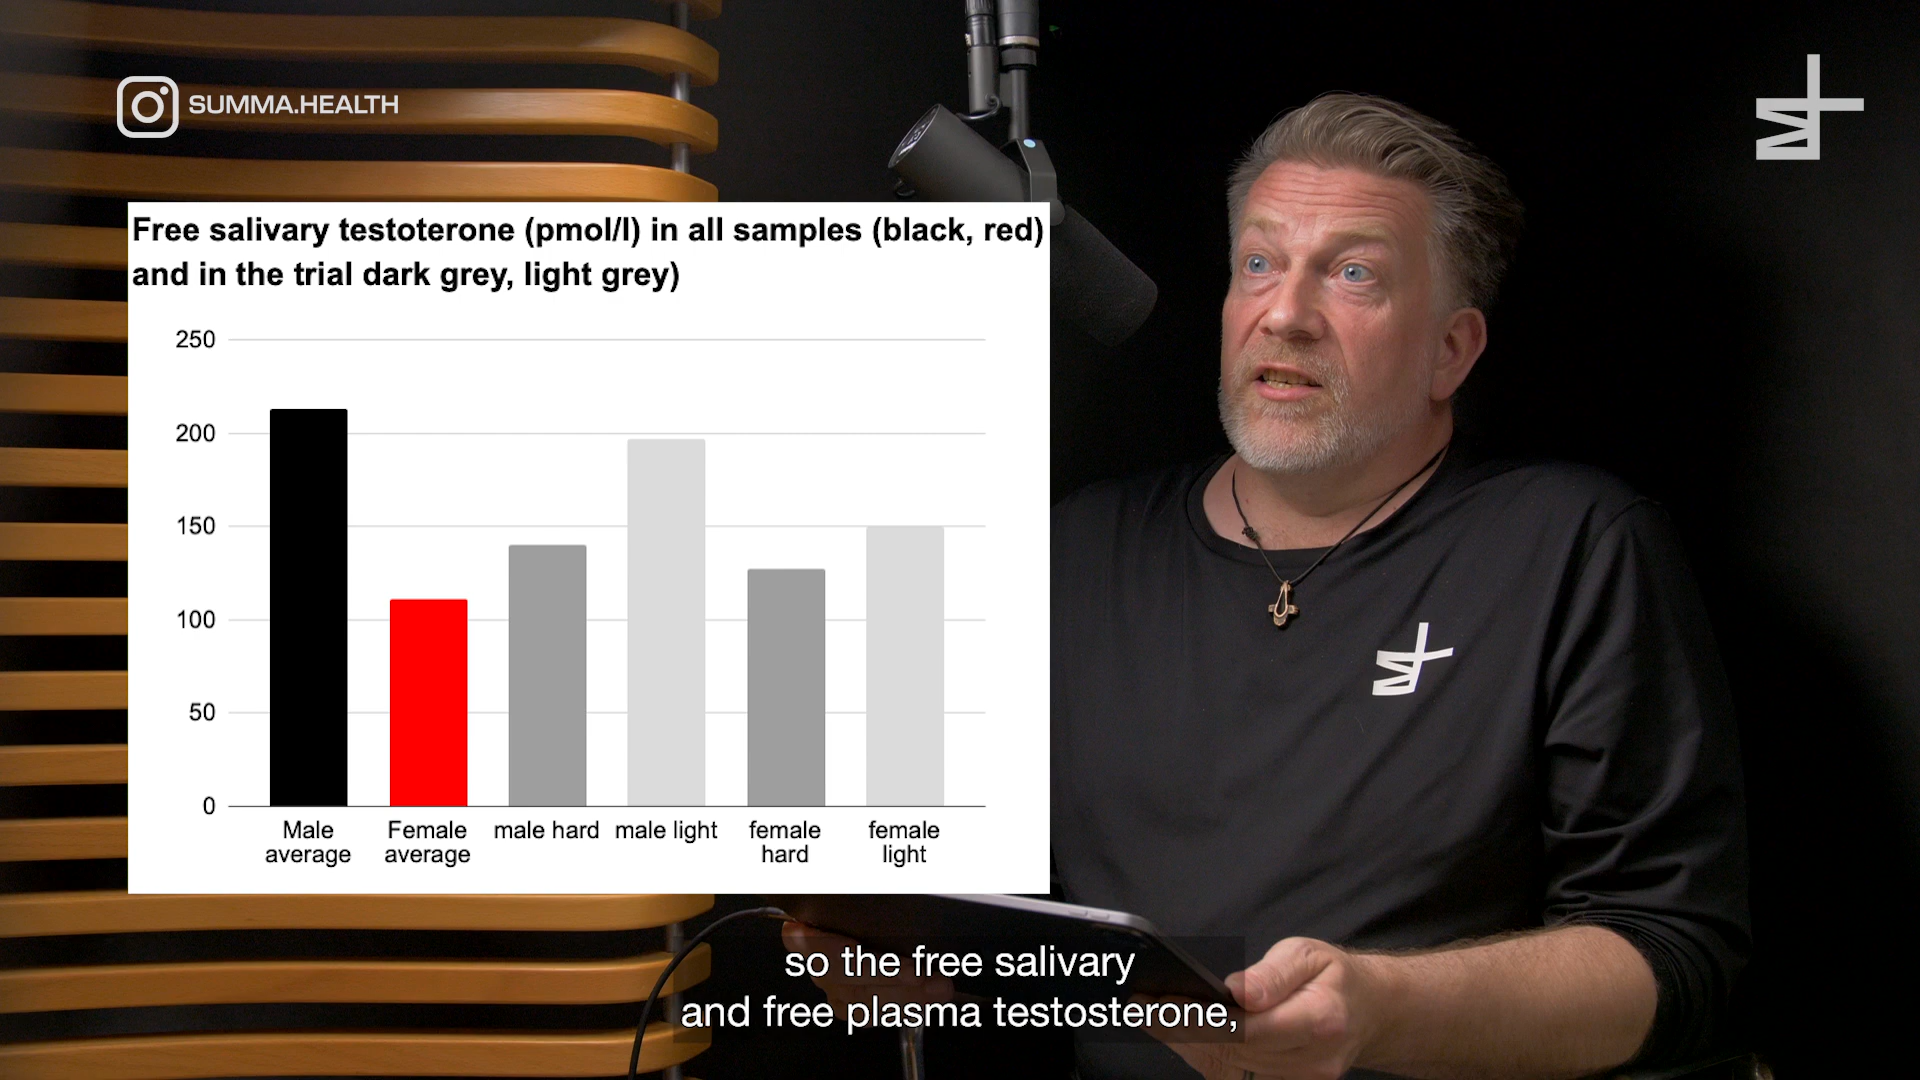 SUMMA.HEALTH
Free salivary testoterone (pmol/l) in all samples (black, red)
and in the trial dark grey, light grey)
250
200
150
100
50
0
Male average
Female average
male hard
male light
female hard
female light
so the free salivary
and free plasma testosterone,